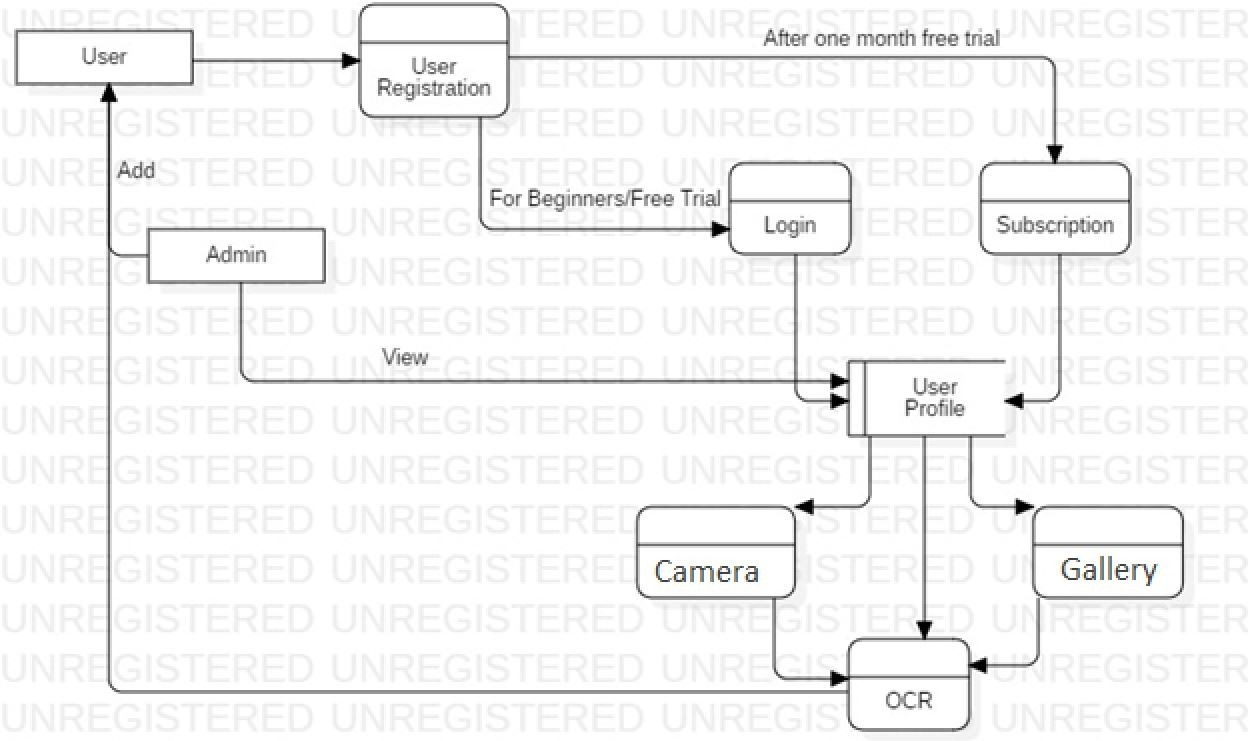 User
User
Registration
After one month free trial
Add
For Beginners/Free Trial
Login
Subscription
Admin
View
User
Profile
Camera
Gallery
OCR
UNREGISTERED